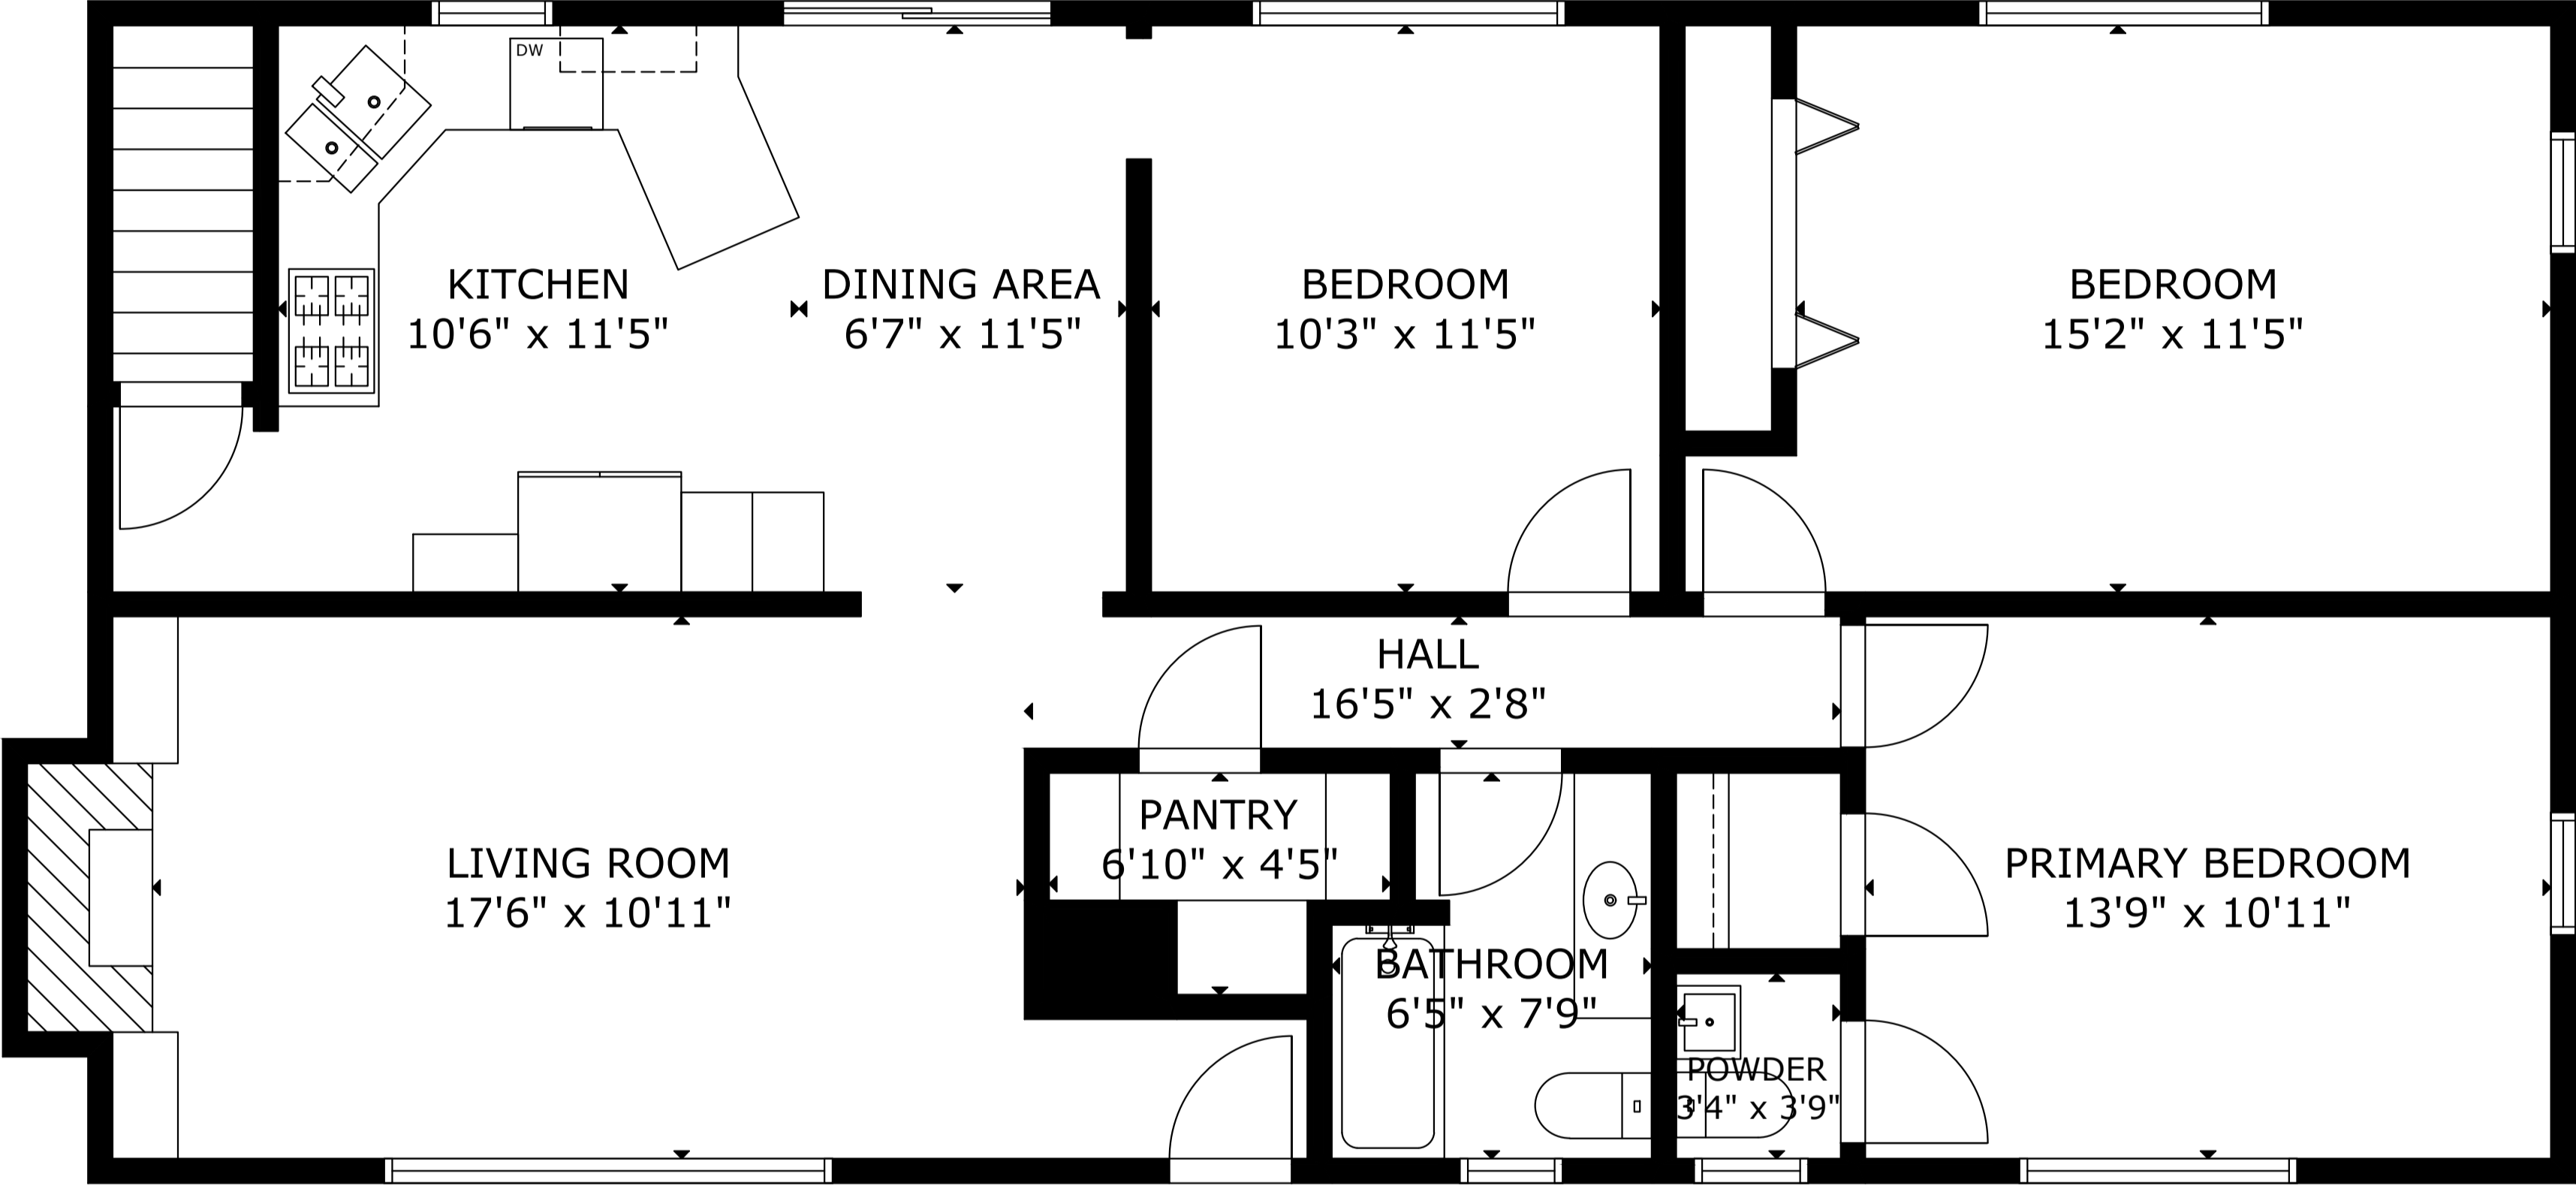 DW
KITCHEN
10'6" x 11'5"
DINING AREA
6'7" x 11'5"
BEDROOM
10'3" x 11'5"
BEDROOM
15'2" x 11'5"
HALL
16'5" x 2'8"
PANTRY
6'10" x 4'5"
LIVING ROOM
17'6" x 10'11"
PRIMARY BEDROOM
13'9" x 10'11"
BATHROOM
6'5" x 7'9"
POWDER
3'4" x 3'9"